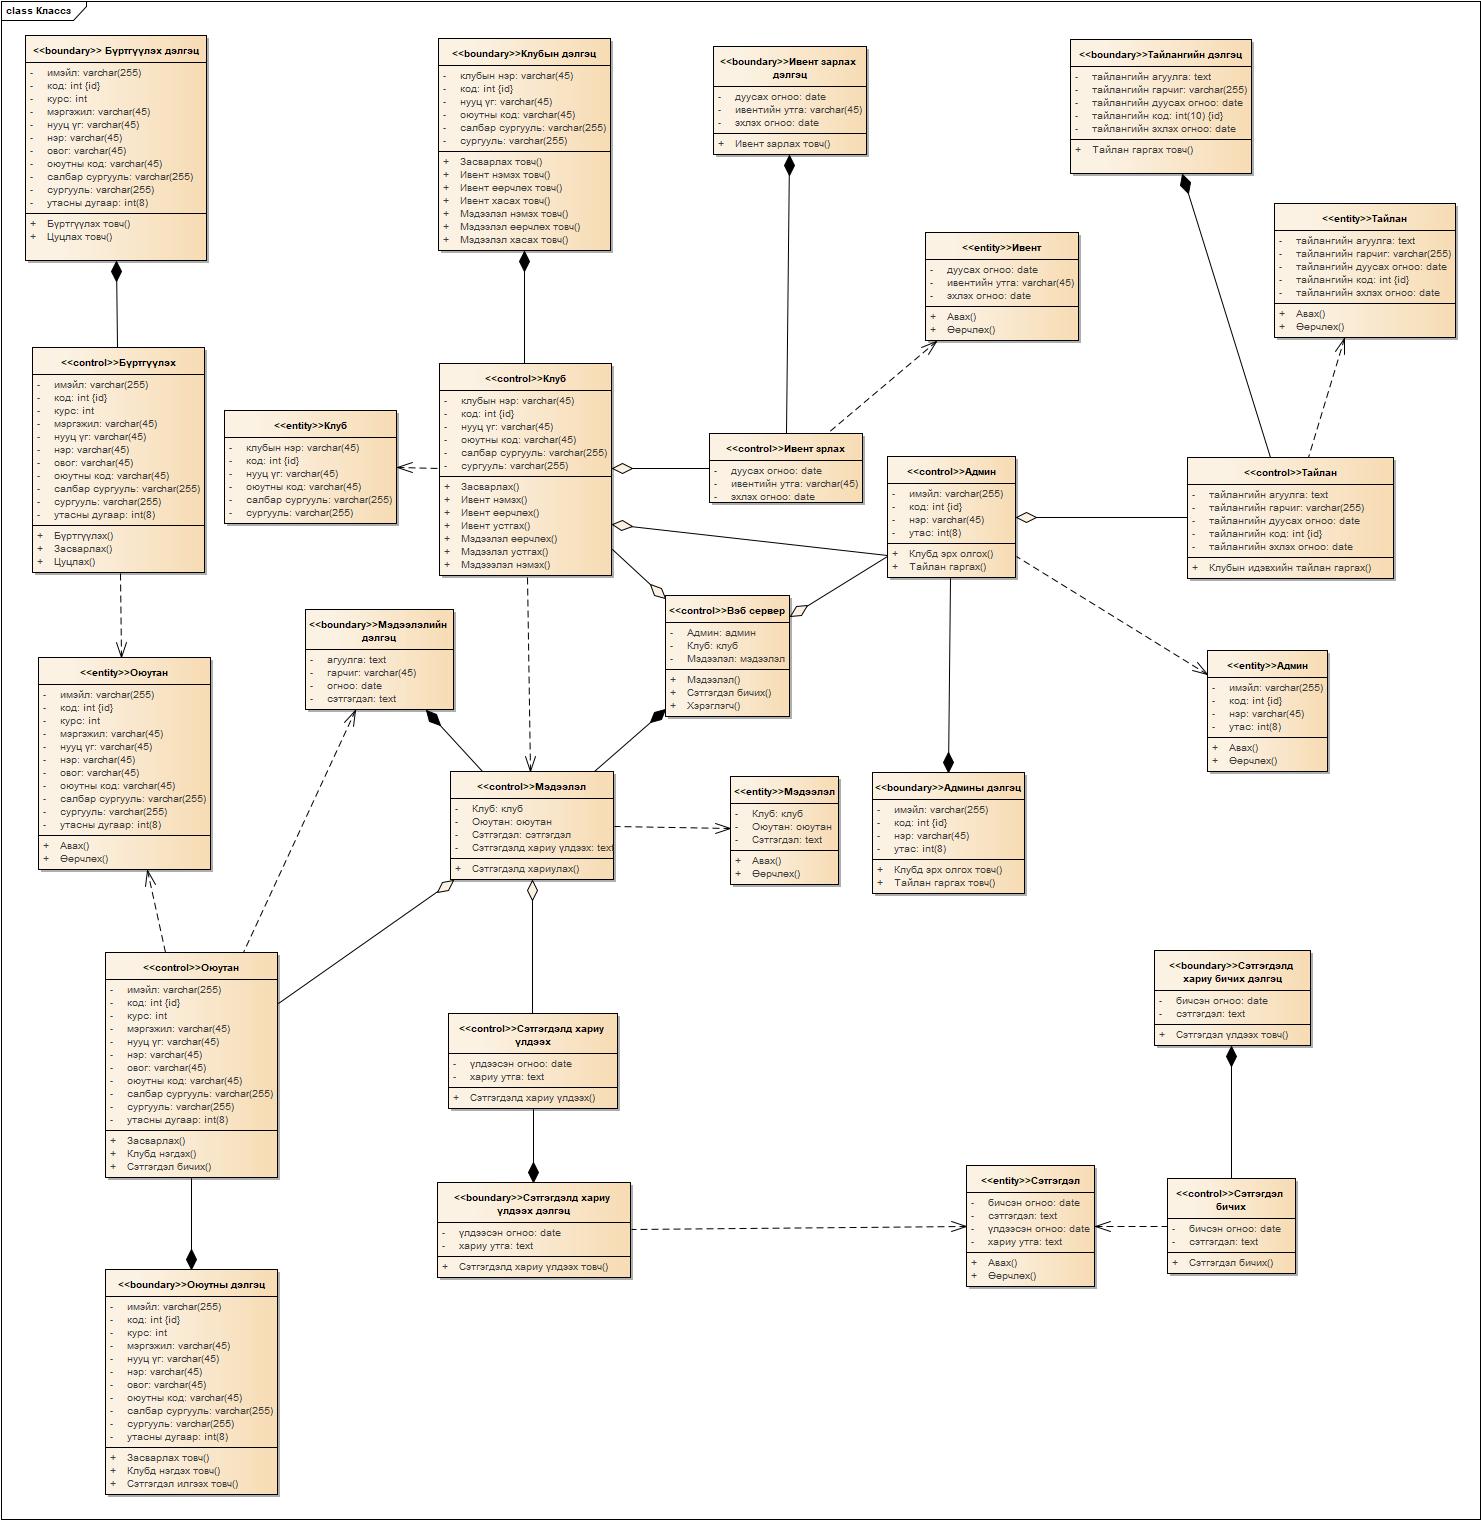 class Классз
<<boundary>> Бүртгүүлэх дэлгэц
- имэйл: varchar(255)
- код: int {id}
- курс: int
- мэргэжил: varchar(45)
- нууц үг: varchar(45)
- нэр: varchar(45)
- овог: varchar(45)
- оюутны код: varchar(45)
- салбар сургууль: varchar(255)
- сургууль: varchar(255)
- утасны дугаар: int(8)
+ Бүртгүүлэх товч()
+ Цуцлах товч()
<<boundary>>Клубын дэлгэц
- клубын нэр: varchar(45)
- код: int {id}
- нууц үг: varchar(45)
- оюутны код: varchar(45)
- салбар сургууль: varchar(255)
- сургууль: varchar(255)
+ Засварлах товч()
+ Ивент нэмэх товч()
+ Ивент өөрчлөх товч()
+ Ивент хасах товч()
+ Мэдээлэл нэмэх товч()
+ Мэдээлэл өөрчлөх товч()
+ Мэдээлэл хасах товч()
<<boundary>>Ивент зарлах
дэлгэц
- дуусах огноо: date
- ивентийн утга: varchar(45)
- эхлэх огноо: date
+ Ивент зарлах товч()
<<boundary>>Тайлангийн дэлгэц
- тайлангийн агуулга: text
- тайлангийн гарчиг: varchar(255)
- тайлангийн дуусах огноо: date
- тайлангийн код: int(10) {id}
- тайлангийн эхлэх огноо: date
+ Тайлан гаргах товч()
<<entity>>Тайлан
- тайлангийн агуулга: text
- тайлангийн гарчиг: varchar(255)
- тайлангийн дуусах огноо: date
- тайлангийн код: int {id}
- тайлангийн эхлэх огноо: date
+ Авах()
+ Өөрчлөх()
<<entity>>Ивент
- дуусах огноо: date
- ивентийн утга: varchar(45)
- эхлэх огноо: date
+ Авах()
+ Өөрчлөх()
<<control>>Бүртгүүлэх
- имэйл: varchar(255)
- код: int {id}
- курс: int
- мэргэжил: varchar(45)
- нууц үг: varchar(45)
- нэр: varchar(45)
- овог: varchar(45)
- оюутны код: varchar(45)
- салбар сургууль: varchar(255)
- сургууль: varchar(255)
- утасны дугаар: int(8)
+ Бүртгүүлэх()
+ Засварлах()
+ Цуцлах()
<<entity>>Клуб
- клубын нэр: varchar(45)
- код: int {id}
- нууц үг: varchar(45)
- оюутны код: varchar(45)
- салбар сургууль: varchar(255)
- сургууль: varchar(255)
<<control>>Клуб
- клубын нэр: varchar(45)
- код: int {id}
- нууц үг: varchar(45)
- оюутны код: varchar(45)
- салбар сургууль: varchar(255)
- сургууль: varchar(255)
+ Засварлах()
+ Ивент нэмэх()
+ Ивент өөрчлөх()
+ Ивент устгах()
+ Мэдээлэл өөрчлөх()
+ Мэдээлэл устгах()
+ Мэдэээлэл нэмэх()
<<control>>Ивент зрлах
- дуусах огноо: date
- ивентийн утга: varchar(45)
- эхлэх огноо: date
<<control>>Админ
- имэйл: varchar(255)
- код: int {id}
- нэр: varchar(45)
- утас: int(8)
+ Клубд эрх олгох()
+ Тайлан гаргах()
<<control>>Тайлан
- тайлангийн агуулга: text
- тайлангийн гарчиг: varchar(255)
- тайлангийн дуусах огноо: date
- тайлангийн код: int {id}
- тайлангийн эхлэх огноо: date
+ Клубын идэвхийн тайлан гаргах()
<<boundary>>Мэдээлэлийн
дэлгэц
- агуулга: text
- гарчиг: varchar(45)
- огноо: date
- сэтгэгдэл: text
<<control>>Вэб сервер
- Админ: админ
- Клуб: клуб
- Мэдээлэл: мэдээлэл
+ Мэдээлэл()
+ Сэтгэгдэл бичих()
+ Хэрэглэгч()
<<entity>>Оюутан
- имэйл: varchar(255)
- код: int {id}
- курс: int
- мэргэжил: varchar(45)
- нууц үг: varchar(45)
- нэр: varchar(45)
- овог: varchar(45)
- оюутны код: varchar(45)
- салбар сургууль: varchar(255)
- сургууль: varchar(255)
- утасны дугаар: int(8)
+ Авах()
+ Өөрчлөх()
<<entity>>Админ
- имэйл: varchar(255)
- код: int {id}
- нэр: varchar(45)
- утас: int(8)
+ Авах()
+ Өөрчлөх()
<<control>>Мэдээлэл
- Клуб: клуб
- Оюутан: оюутан
- Сэтгэгдэл: сэтгэгдэл
- Сэтгэгдэлд хариу үлдээх: text
+ Сэтгэгдэлд хариулах()
<<entity>>Мэдээлэл
- Клуб: клуб
- Оюутан: оюутан
- Сэтгэгдэл: text
+ Авах()
+ Өөрчлөх()
<<boundary>>Админы дэлгэц
- имэйл: varchar(255)
- код: int {id}
- нэр: varchar(45)
- утас: int(8)
+ Клубд эрх олгох товч()
+ Тайлан гаргах товч()
<<control>>Оюутан
- имэйл: varchar(255)
- код: int {id}
- курс: int
- мэргэжил: varchar(45)
- нууц үг: varchar(45)
- нэр: varchar(45)
- овог: varchar(45)
- оюутны код: varchar(45)
- салбар сургууль: varchar(255)
- сургууль: varchar(255)
- утасны дугаар: int(8)
+ Засварлах()
+ Клубд нэгдэх()
+ Сэтгэгдэл бичих()
<<control>>Сэтгэгдэлд хариу
үлдээх
- үлдээсэн огноо: date
- хариу утга: text
+ Сэтгэгдэлд хариу үлдээх()
<<boundary>>Сэтгэгдэлд
хариу бичих дэлгэц
- бичсэн огноо: date
- сэтгэгдэл: text
+ Сэтгэгдэл үлдээх товч()
<<boundary>>Сэтгэгдэлд хариу
үлдээх дэлгэц
- үлдээсэн огноо: date
- хариу утга: text
+ Сэтгэгдэлд хариу үлдээх товч()
<<entity>>Сэтгэгдэл
- бичсэн огноо: date
- сэтгэгдэл: text
- үлдээсэн огноо: date
- хариу утга: text
+ Авах()
+ Өөрчлөх()
<<control>>Сэтгэгдэл
бичих
- бичсэн огноо: date
- сэтгэгдэл: text
+ Сэтгэгдэл бичих()
<<boundary>>Оюутны дэлгэц
- имэйл: varchar(255)
- код: int {id}
- курс: int
- мэргэжил: varchar(45)
- нууц үг: varchar(45)
- нэр: varchar(45)
- овог: varchar(45)
- оюутны код: varchar(45)
- салбар сургууль: varchar(255)
- сургууль: varchar(255)
- утасны дугаар: int(8)
+ Засварлах товч()
+ Клубд нэгдэх товч()
+ Сэтгэгдэл илгээх товч()